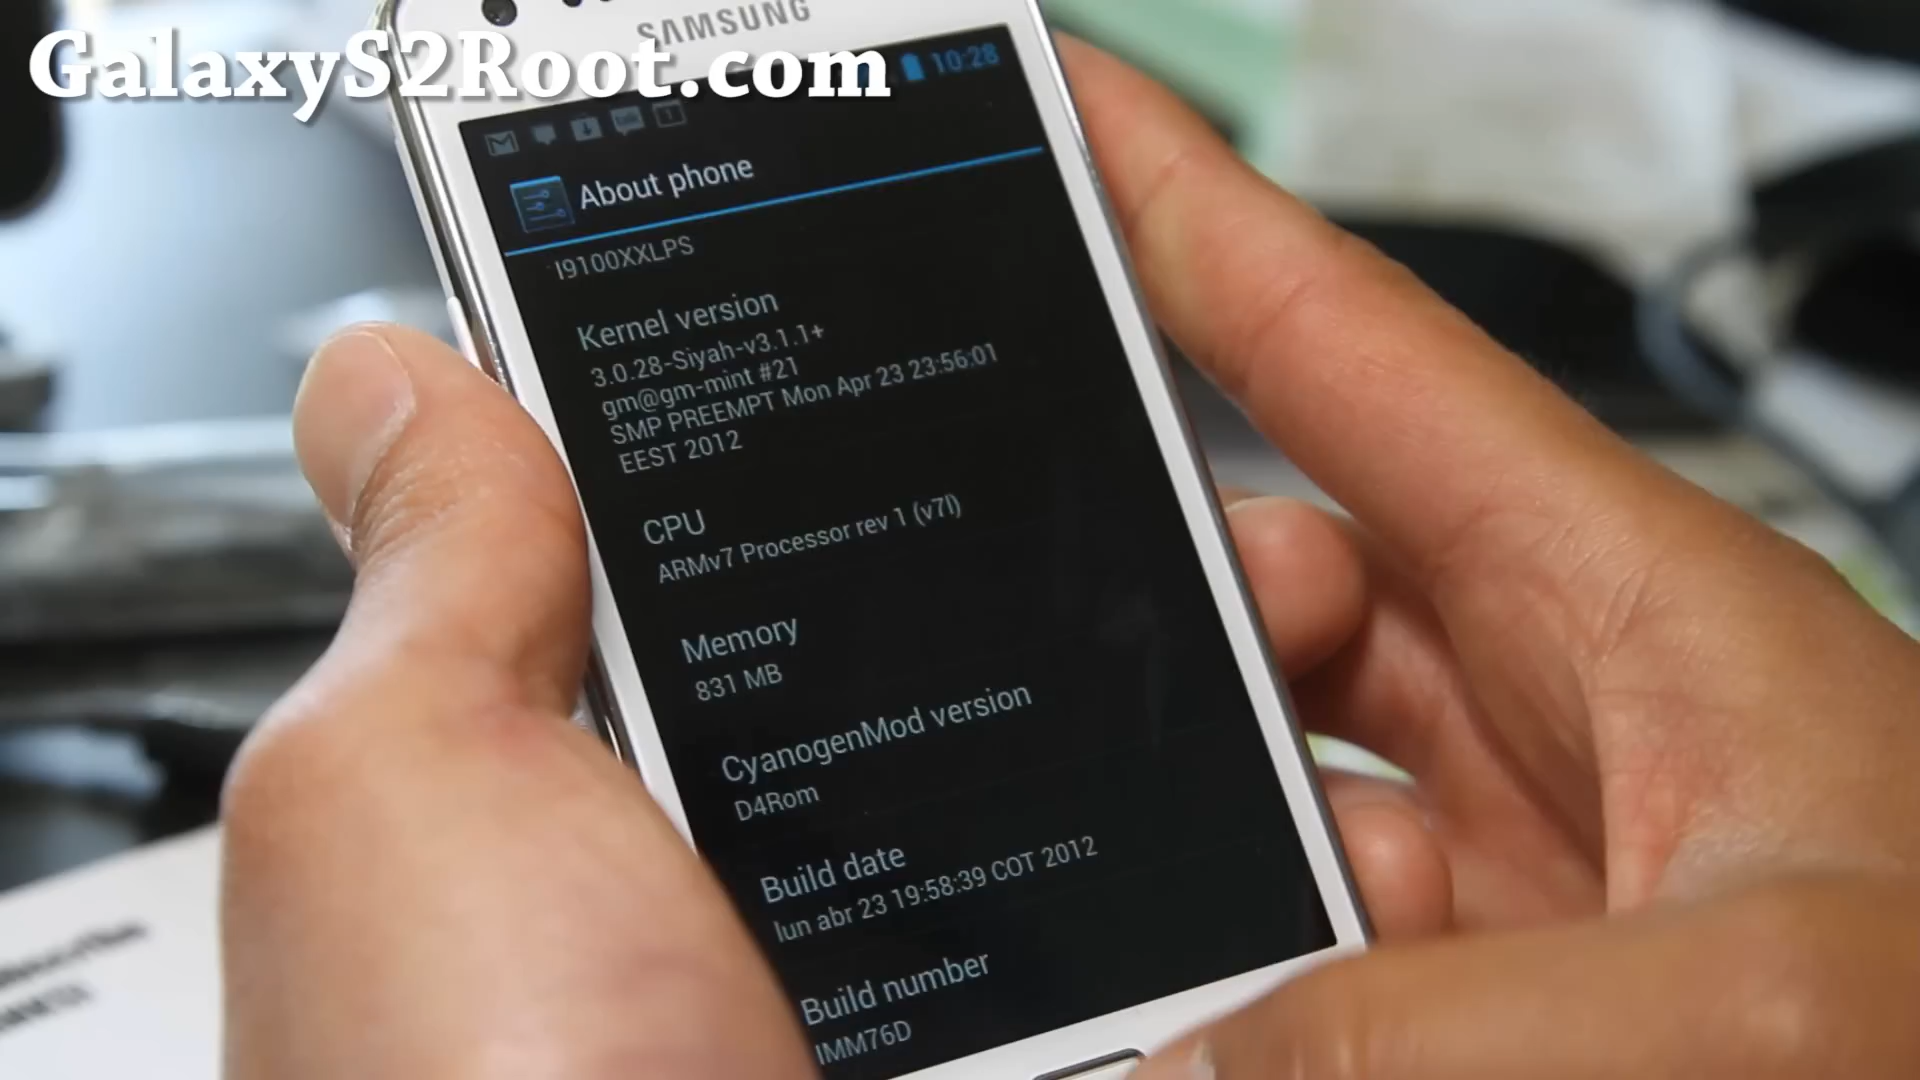 SAMSUNG
GalaxyS2Root.com
10:28
talk
1
About phone
I9100XXLPS
Kernel version
3.0.28-Siyah-v3.1.1+
gm@gm-mint #21
SMP PREEMPT Mon Apr 23 23:56:01
EEST 2012
CPU
ARMv7 Processor rev 1 (v7l)
Memory
831 MB
CyanogenMod version
D4Rom
Build date
lun abr 23 19:58:39 COT 2012
Build number
IMM76D